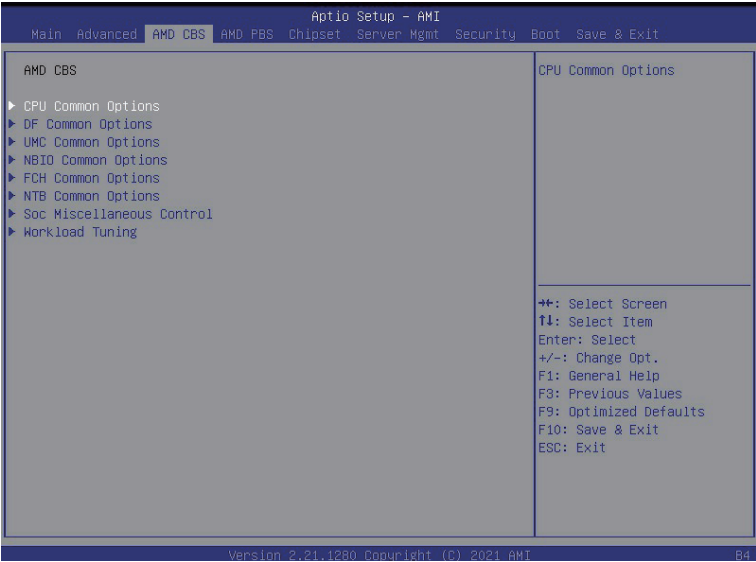 Aptio Setup – AMI
Main Advanced AMD CBS AMD PBS Chipset Server Mgmt Security Boot Save & Exit
AMD CBS
CPU Common Options
DF Common Options
UMC Common Options
NBIO Common Options
FCH Common Options
NTB Common Options
Soc Miscellaneous Control
Workload Tuning
CPU Common Options
→←: Select Screen
↑↓: Select Item
Enter: Select
+/-: Change Opt.
F1: General Help
F3: Previous Values
F9: Optimized Defaults
F10: Save & Exit
ESC: Exit
Version 2.21.1280 Copyright (C) 2021 AMI
B4